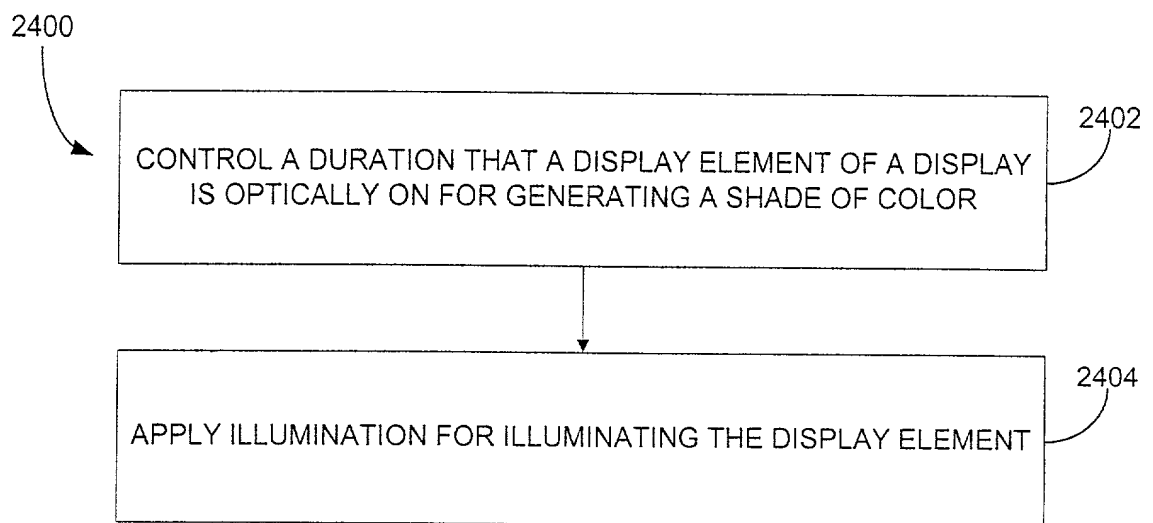 2400
2402
CONTROL A DURATION THAT A DISPLAY ELEMENT OF A DISPLAY
IS OPTICALLY ON FOR GENERATING A SHADE OF COLOR
2404
APPLY ILLUMINATION FOR ILLUMINATING THE DISPLAY ELEMENT